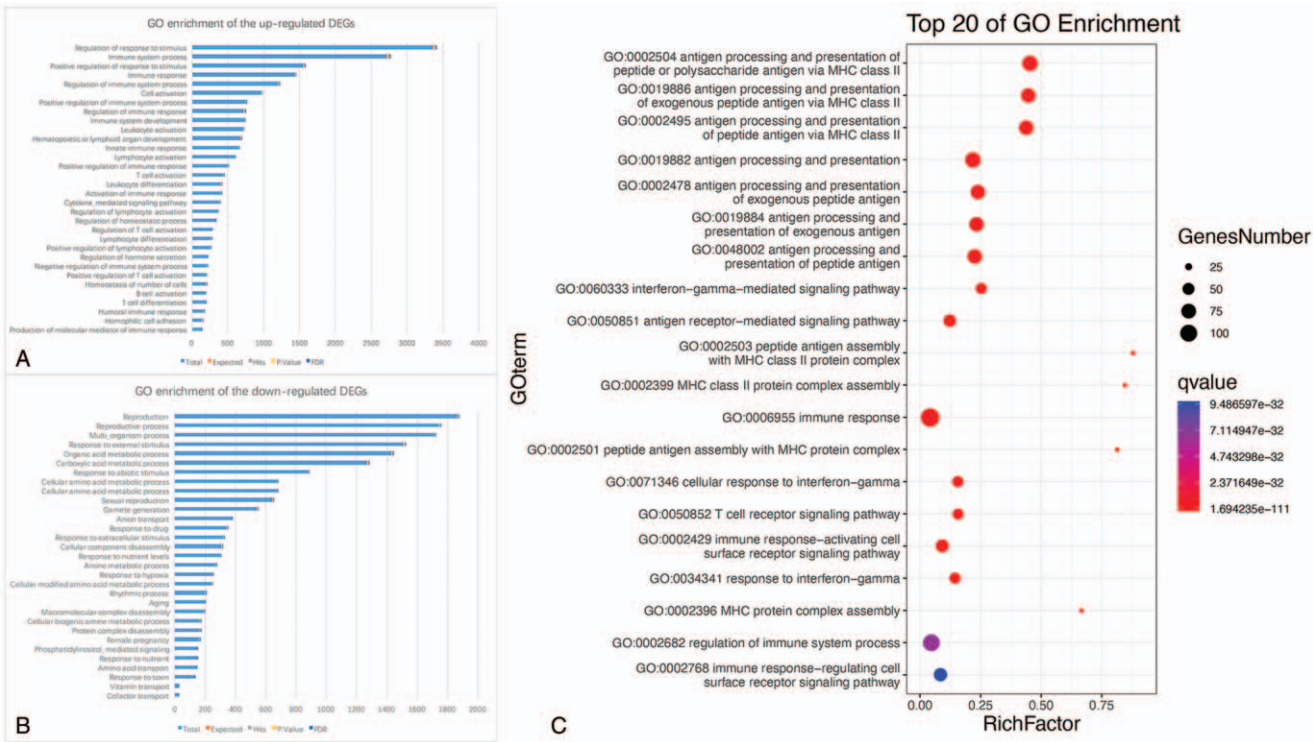 GO enrichment of the up-regulated DEGs
Regulation of response to stimulus
Immune system process
Positive regulation of response to stimulus
Immune response
Regulation of immune system process
Cell activation
Positive regulation of immune system process
Regulation of immune response
Immune system development
Leukocyte activation
Hematopoietic or lymphoid organ development
Innate immune response
Lymphocyte activation
Positive regulation of immune response
T cell activation
Leukocyte differentiation
Activation of immune response
Cytokine_mediated signaling pathway
Regulation of lymphocyte activation
Regulation of homeostatic process
Regulation of T cell activation
Lymphocyte differentiation
Positive regulation of lymphocyte activation
Regulation of hormone secretion
Negative regulation of immune system process
Positive regulation of T cell activation
Homeostasis of number of cells
B cell activation
T cell differentiation
Humoral immune response
Homophilic cell adhesion
Production of molecular mediator of immune response
0 500 1000 1500 2000 2500 3000 3500 4000
Total Expected Hits P.Value FDR
A
GO enrichment of the down-regulated DEGs
Reproduction
Reproductive process
Multi_organism process
Response to external stimulus
Organic acid metabolic process
Carboxylic acid metabolic process
Response to abiotic stimulus
Cellular amino acid metabolic process
Cellular amino acid metabolic process
Sexual reproduction
Gamete generation
Anion transport
Response to drug
Response to extracellular stimulus
Cellular component disassembly
Response to nutrient levels
Amino metabolic process
Response to hypoxia
Cellular modified amino acid metabolic process
Rhythmic process
Aging
Macromolecular complex disassembly
Cellular biogenic amine metabolic process
Protein complex disassembly
Female pregnancy
Phosphatidylinositol_mediated signaling
Response to nutrient
Amino acid transport
Response to toxin
Vitamin transport
Cofactor transport
0 200 400 600 800 1000 1200 1400 1600 1800 2000
Total Expected Hits P.Value FDR
B
Top 20 of GO Enrichment
GOterm
GO:0002504 antigen processing and presentation of
peptide or polysaccharide antigen via MHC class II
GO:0019886 antigen processing and presentation
of exogenous peptide antigen via MHC class II
GO:0002495 antigen processing and presentation
of peptide antigen via MHC class II
GO:0019882 antigen processing and presentation
GO:0002478 antigen processing and presentation
of exogenous peptide antigen
GO:0019884 antigen processing and
presentation of exogenous antigen
GO:0048002 antigen processing and
presentation of peptide antigen
GO:0060333 interferon-gamma-mediated signaling pathway
GO:0050851 antigen receptor-mediated signaling pathway
GO:0002503 peptide antigen assembly
with MHC class II protein complex
GO:0002399 MHC class II protein complex assembly
GO:0006955 immune response
GO:0002501 peptide antigen assembly with MHC protein complex
GO:0071346 cellular response to interferon-gamma
GO:0050852 T cell receptor signaling pathway
GO:0002429 immune response-activating cell
surface receptor signaling pathway
GO:0034341 response to interferon-gamma
GO:0002396 MHC protein complex assembly
GO:0002682 regulation of immune system process
GO:0002768 immune response-regulating cell
surface receptor signaling pathway
0.00 0.25 0.50 0.75
RichFactor
C
GenesNumber
25
50
75
100
qvalue
9.486597e-32
7.114947e-32
4.743298e-32
2.371649e-32
1.694235e-111